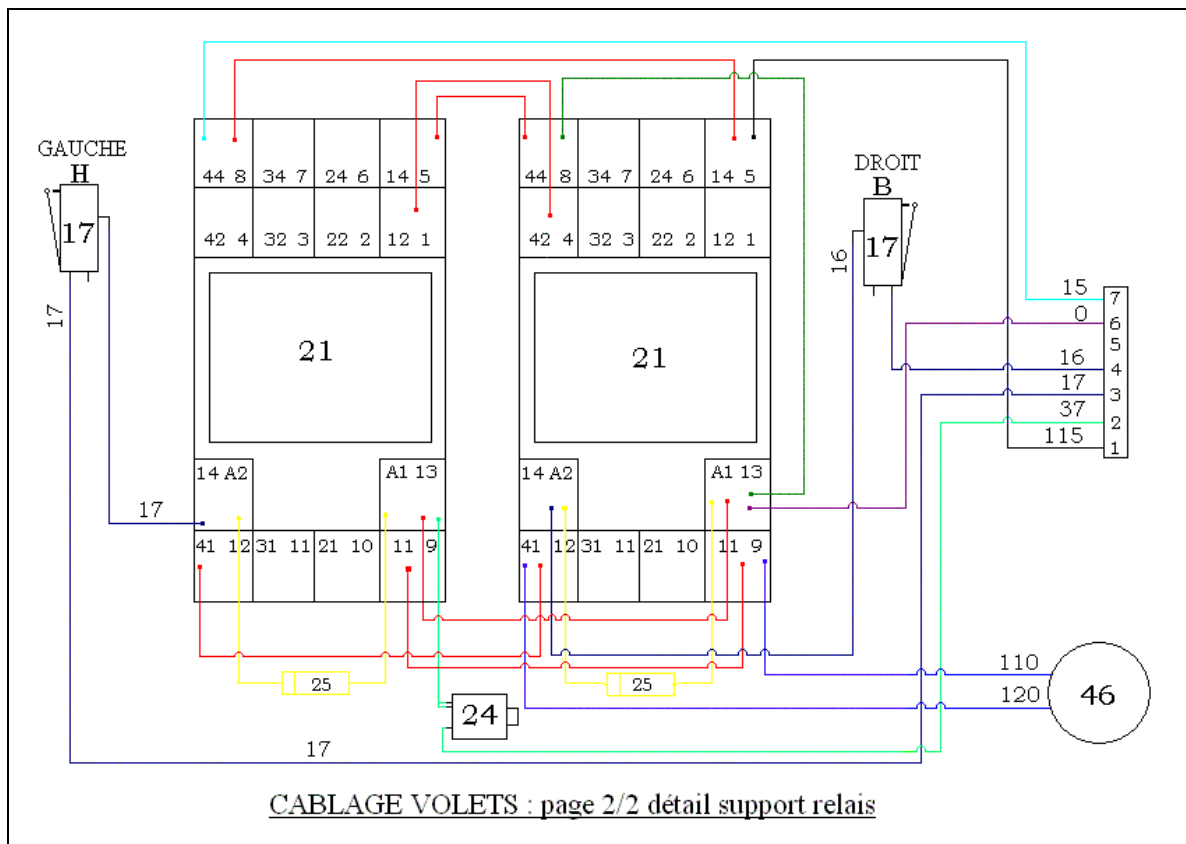 GAUCHE
H
17
17
17
17
44 8 34 7 24 6 14 5
42 4 32 3 22 2 12 1
21
14 A2 A1 13
41 12 31 11 21 10 11 9
25
44 8 34 7 24 6 14 5
42 4 32 3 22 2 12 1
21
14 A2 A1 13
41 12 31 11 21 10 11 9
25
24
DROIT
B
17
16
15 7
0 6
5
16 4
17 3
37 2
115 1
110
120
46
CABLAGE VOLETS : page 2/2 détail support relais